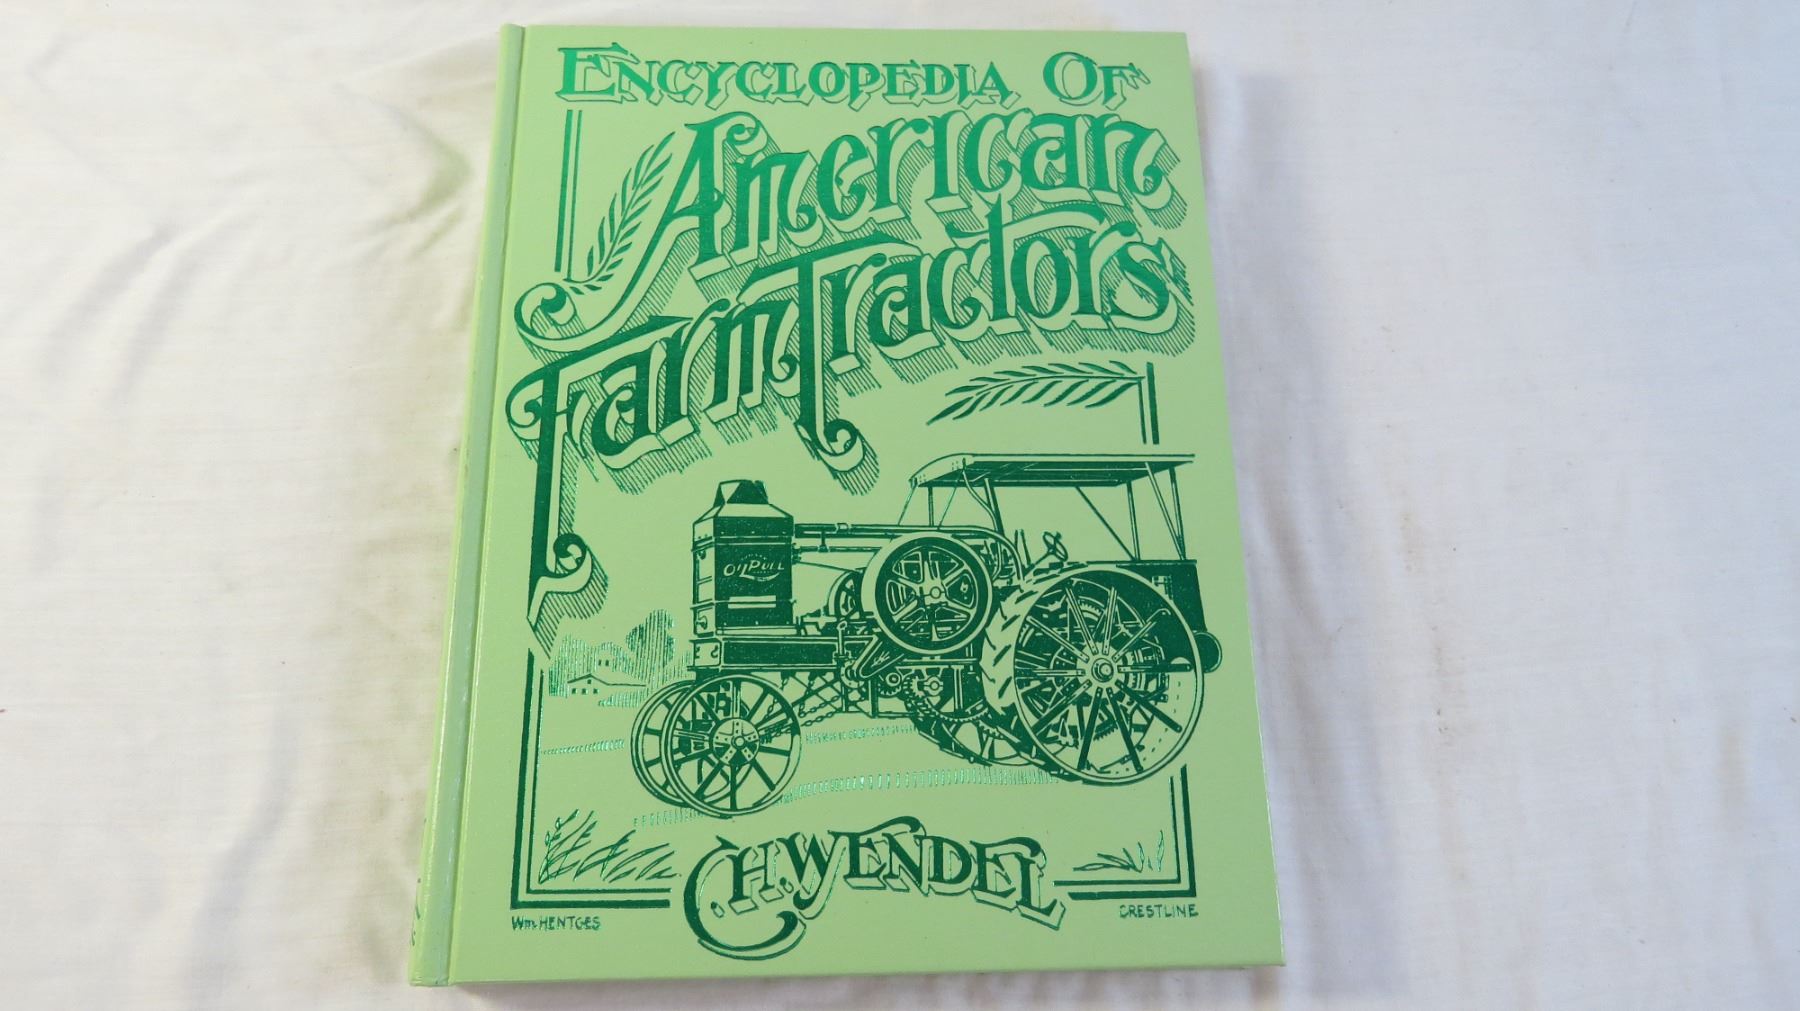 ENCYCLOPEDIA OF
American
Farm Tractors
OILPULL
C.H. WENDEL
Wm. HENTGES
CRESTLINE